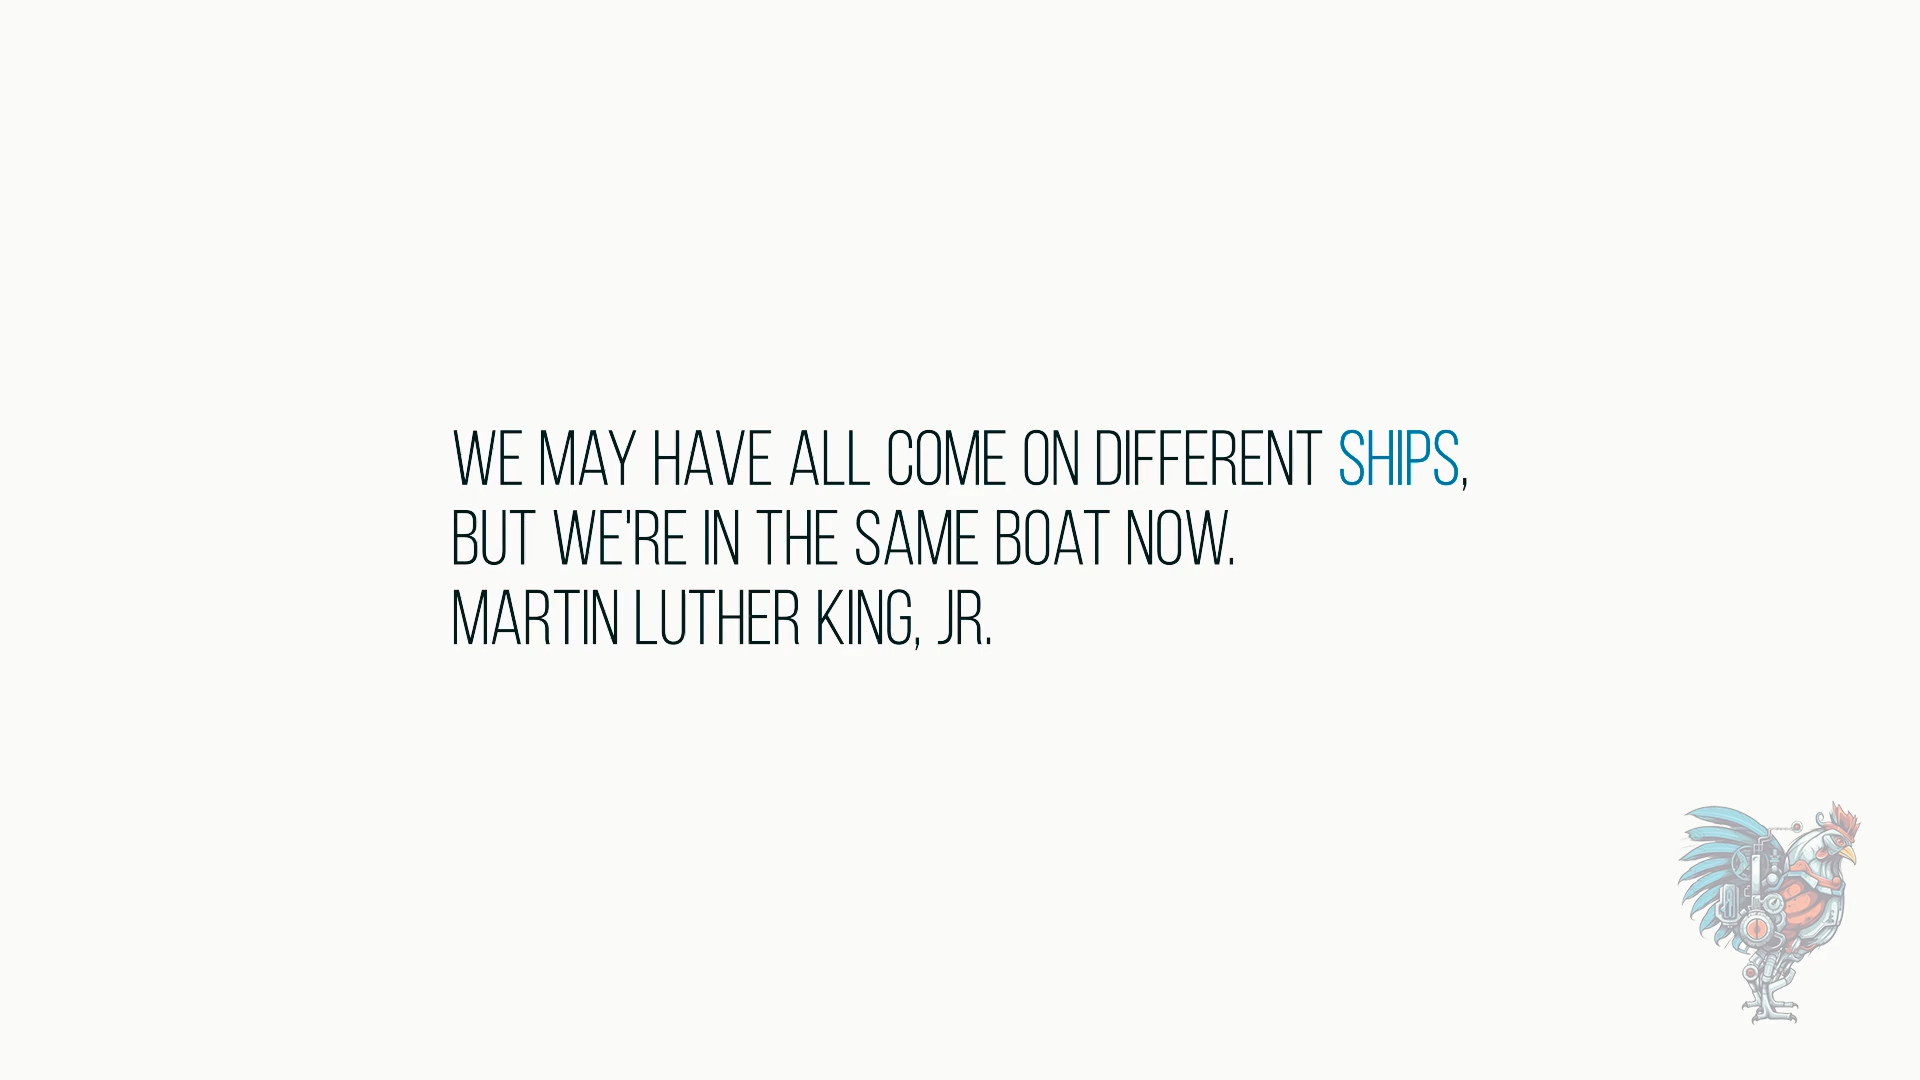 WE MAY HAVE ALL COME ON DIFFERENT SHIPS,
BUT WE'RE IN THE SAME BOAT NOW.
MARTIN LUTHER KING, JR.